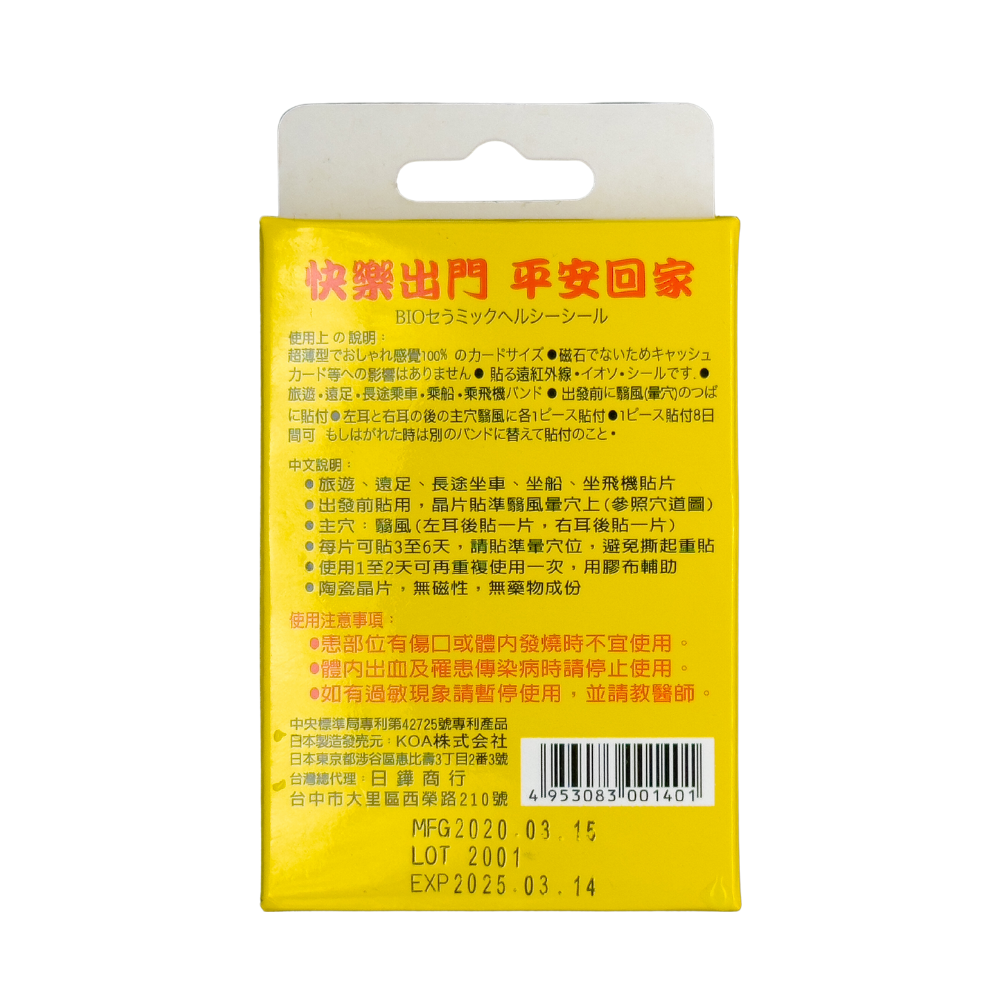 快樂出門 平安回家
BIOセラミックヘルシーシール
使用上の說明：
超薄型でおしゃれ感覺100% のカードサイズ●磁石でないためキャッシュ
カード等への影響はありません● 貼る遠紅外線・イオソ・シールです.●
旅遊・遠足・長途乘車・乘船・乘飛機バンド● 出發前に翳風(暈穴)のつぼ
に貼付●左耳と右耳の後の主穴翳風に各1ピース貼付●1ピース貼付8日
間可 もしはがれた時は別のバンドに替えて貼付のこと・
中文說明：
●旅遊、遠足、長途坐車、坐船、坐飛機貼片
●出發前貼用，晶片貼準翳風暈穴上(參照穴道圖)
●主穴：翳風(左耳後貼一片，右耳後貼一片)
●每片可貼3至6天，請貼準暈穴位，避免撕起重貼
●使用1至2天可再重複使用一次，用膠布輔助
●陶瓷晶片，無磁性，無藥物成份
使用注意事項：
●患部位有傷口或體內發燒時不宜使用。
●體內出血及罹患傳染病時請停止使用。
●如有過敏現象請暫停使用，並請教醫師。
中央標準局專利第42725號專利產品
日本製造發売元：KOA株式会社
日本東京都涉谷區惠比壽3丁目2番3號
台灣總代理：日鏵商行
台中市大里區西榮路210號
4 953083 001401
MFG2020.03.15
LOT 2001
EXP2025.03.14